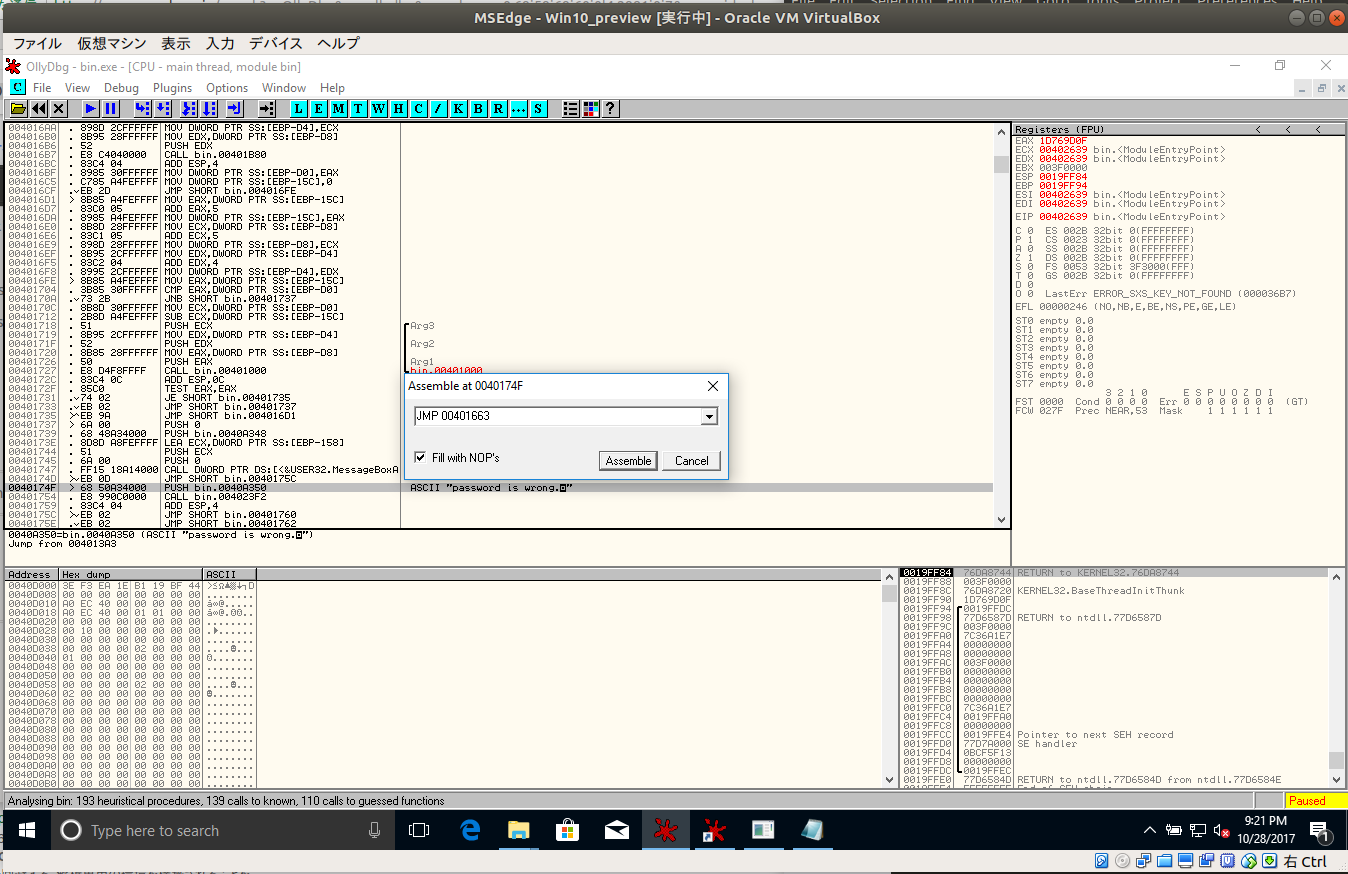 MSEdge - Win10_preview [実行中] - Oracle VM VirtualBox
ファイル 仮想マシン 表示 入力 デバイス ヘルプ
OllyDbg - bin.exe - [CPU - main thread, module bin]
C File View Debug Plugins Options Window Help
L E M T W H C / K B R ... S ?
004016AA . 898D 2CFFFFFF MOV DWORD PTR SS:[EBP-D4],ECX
004016B0 . 8B95 28FFFFFF MOV EDX,DWORD PTR SS:[EBP-D8]
004016B6 . 52 PUSH EDX
004016B7 . E8 C4040000 CALL bin.00401B80
004016BC . 83C4 04 ADD ESP,4
004016BF . 8985 30FFFFFF MOV DWORD PTR SS:[EBP-D0],EAX
004016C5 . C785 A4FEFFFF MOV DWORD PTR SS:[EBP-15C],0
004016CF .vEB 2D JMP SHORT bin.004016FE
004016D1 > 8B85 A4FEFFFF MOV EAX,DWORD PTR SS:[EBP-15C]
004016D7 . 83C0 05 ADD EAX,5
004016DA . 8985 A4FEFFFF MOV DWORD PTR SS:[EBP-15C],EAX
004016E0 . 8B8D 28FFFFFF MOV ECX,DWORD PTR SS:[EBP-D8]
004016E6 . 83C1 05 ADD ECX,5
004016E9 . 898D 28FFFFFF MOV DWORD PTR SS:[EBP-D8],ECX
004016EF . 8B95 2CFFFFFF MOV EDX,DWORD PTR SS:[EBP-D4]
004016F5 . 83C2 04 ADD EDX,4
004016F8 . 8995 2CFFFFFF MOV DWORD PTR SS:[EBP-D4],EDX
004016FE > 8B85 A4FEFFFF MOV EAX,DWORD PTR SS:[EBP-15C]
00401704 . 3B85 30FFFFFF CMP EAX,DWORD PTR SS:[EBP-D0]
0040170A .v73 2B JNB SHORT bin.00401737
0040170C . 8B8D 30FFFFFF MOV ECX,DWORD PTR SS:[EBP-D0]
00401712 . 2B8D A4FEFFFF SUB ECX,DWORD PTR SS:[EBP-15C]
00401718 . 51 PUSH ECX Arg3
00401719 . 8B95 2CFFFFFF MOV EDX,DWORD PTR SS:[EBP-D4]
0040171F . 52 PUSH EDX Arg2
00401720 . 8B85 28FFFFFF MOV EAX,DWORD PTR SS:[EBP-D8]
00401726 . 50 PUSH EAX Arg1
00401727 . E8 D4F8FFFF CALL bin.00401000 bin.00401000
0040172C . 83C4 0C ADD ESP,0C
0040172F . 85C0 TEST EAX,EAX
00401731 .v74 02 JE SHORT bin.00401735
00401733 .vEB 02 JMP SHORT bin.00401737
00401735 >^EB 9A JMP SHORT bin.004016D1
00401737 > 6A 00 PUSH 0
00401739 . 68 48A34000 PUSH bin.0040A348
0040173E . 8D8D A8FEFFFF LEA ECX,DWORD PTR SS:[EBP-158]
00401744 . 51 PUSH ECX
00401745 . 6A 00 PUSH 0
00401747 . FF15 18A14000 CALL DWORD PTR DS:[<&USER32.MessageBoxA
0040174D >vEB 0D JMP SHORT bin.0040175C
0040174F > 68 50A34000 PUSH bin.0040A350 ASCII "password is wrong.
00401754 . E8 990C0000 CALL bin.004023F2
00401759 . 83C4 04 ADD ESP,4
0040175C >vEB 02 JMP SHORT bin.00401760
0040175E .vEB 02 JMP SHORT bin.00401762
Assemble at 0040174F
JMP 00401663
Fill with NOP's
Assemble Cancel
0040A350=bin.0040A350 (ASCII "password is wrong.
Jump from 004013A3
Registers (FPU) < < <
EAX 1D769D0F
ECX 00402639 bin.<ModuleEntryPoint>
EDX 00402639 bin.<ModuleEntryPoint>
EBX 003F0000
ESP 0019FF84
EBP 0019FF94
ESI 00402639 bin.<ModuleEntryPoint>
EDI 00402639 bin.<ModuleEntryPoint>
EIP 00402639 bin.<ModuleEntryPoint>
C 0 ES 002B 32bit 0(FFFFFFFF)
P 1 CS 0023 32bit 0(FFFFFFFF)
A 0 SS 002B 32bit 0(FFFFFFFF)
Z 1 DS 002B 32bit 0(FFFFFFFF)
S 0 FS 0053 32bit 3F3000(FFF)
T 0 GS 002B 32bit 0(FFFFFFFF)
D 0
O 0 LastErr ERROR_SXS_KEY_NOT_FOUND (000036B7)
EFL 00000246 (NO,NB,E,BE,NS,PE,GE,LE)
ST0 empty 0.0
ST1 empty 0.0
ST2 empty 0.0
ST3 empty 0.0
ST4 empty 0.0
ST5 empty 0.0
ST6 empty 0.0
ST7 empty 0.0
3 2 1 0 E S P U O Z D I
FST 0000 Cond 0 0 0 0 Err 0 0 0 0 0 0 0 0 (GT)
FCW 027F Prec NEAR,53 Mask 1 1 1 1 1 1
Address Hex dump ASCII
0040D000 3E F3 EA 1E B1 19 BF 44
0040D008 00 00 00 00 00 00 00 00 ........
0040D010 A0 EC 40 00 00 00 00 00
0040D018 A0 EC 40 00 01 01 00 00
0040D020 00 00 00 00 00 00 00 00 ........
0040D028 00 10 00 00 00 00 00 00
0040D030 00 00 00 00 00 00 00 00 ........
0040D038 00 00 00 00 02 00 00 00
0040D040 01 00 00 00 00 00 00 00
0040D048 00 00 00 00 00 00 00 00 ........
0040D050 00 00 00 00 00 00 00 00 ........
0040D058 00 00 00 00 02 00 00 00
0040D060 02 00 00 00 00 00 00 00
0040D068 00 00 00 00 00 00 00 00 ........
0040D070 00 00 00 00 00 00 00 00 ........
0040D078 00 00 00 00 00 00 00 00 ........
0040D080 00 00 00 00 00 00 00 00 ........
0040D088 00 00 00 00 00 00 00 00 ........
0040D090 00 00 00 00 00 00 00 00 ........
0040D098 00 00 00 00 00 00 00 00 ........
0040D0A0 00 00 00 00 00 00 00 00 ........
0040D0A8 00 00 00 00 00 00 00 00 ........
0040D0B0 00 00 00 00 00 00 00 00 ........
0019FF84 76DA8744 RETURN to KERNEL32.76DA8744
0019FF88 003F0000
0019FF8C 76DA8720 KERNEL32.BaseThreadInitThunk
0019FF90 1D769D0F
0019FF94 0019FFDC
0019FF98 77D6587D RETURN to ntdll.77D6587D
0019FF9C 003F0000
0019FFA0 7C36A1E7
0019FFA4 00000000
0019FFA8 00000000
0019FFAC 003F0000
0019FFB0 00000000
0019FFB4 00000000
0019FFB8 00000000
0019FFBC 00000000
0019FFC0 7C36A1E7
0019FFC4 0019FFA0
0019FFC8 00000000
0019FFCC 0019FFE4 Pointer to next SEH record
0019FFD0 77D7A000 SE handler
0019FFD4 0BCF5F13
0019FFD8 00000000
0019FFDC 0019FFEC
0019FFE0 77D6584D RETURN to ntdll.77D6584D from ntdll.77D6584E
Analysing bin: 193 heuristical procedures, 139 calls to known, 110 calls to guessed functions
Paused
Type here to search
9:21 PM
10/28/2017
1
右 Ctrl